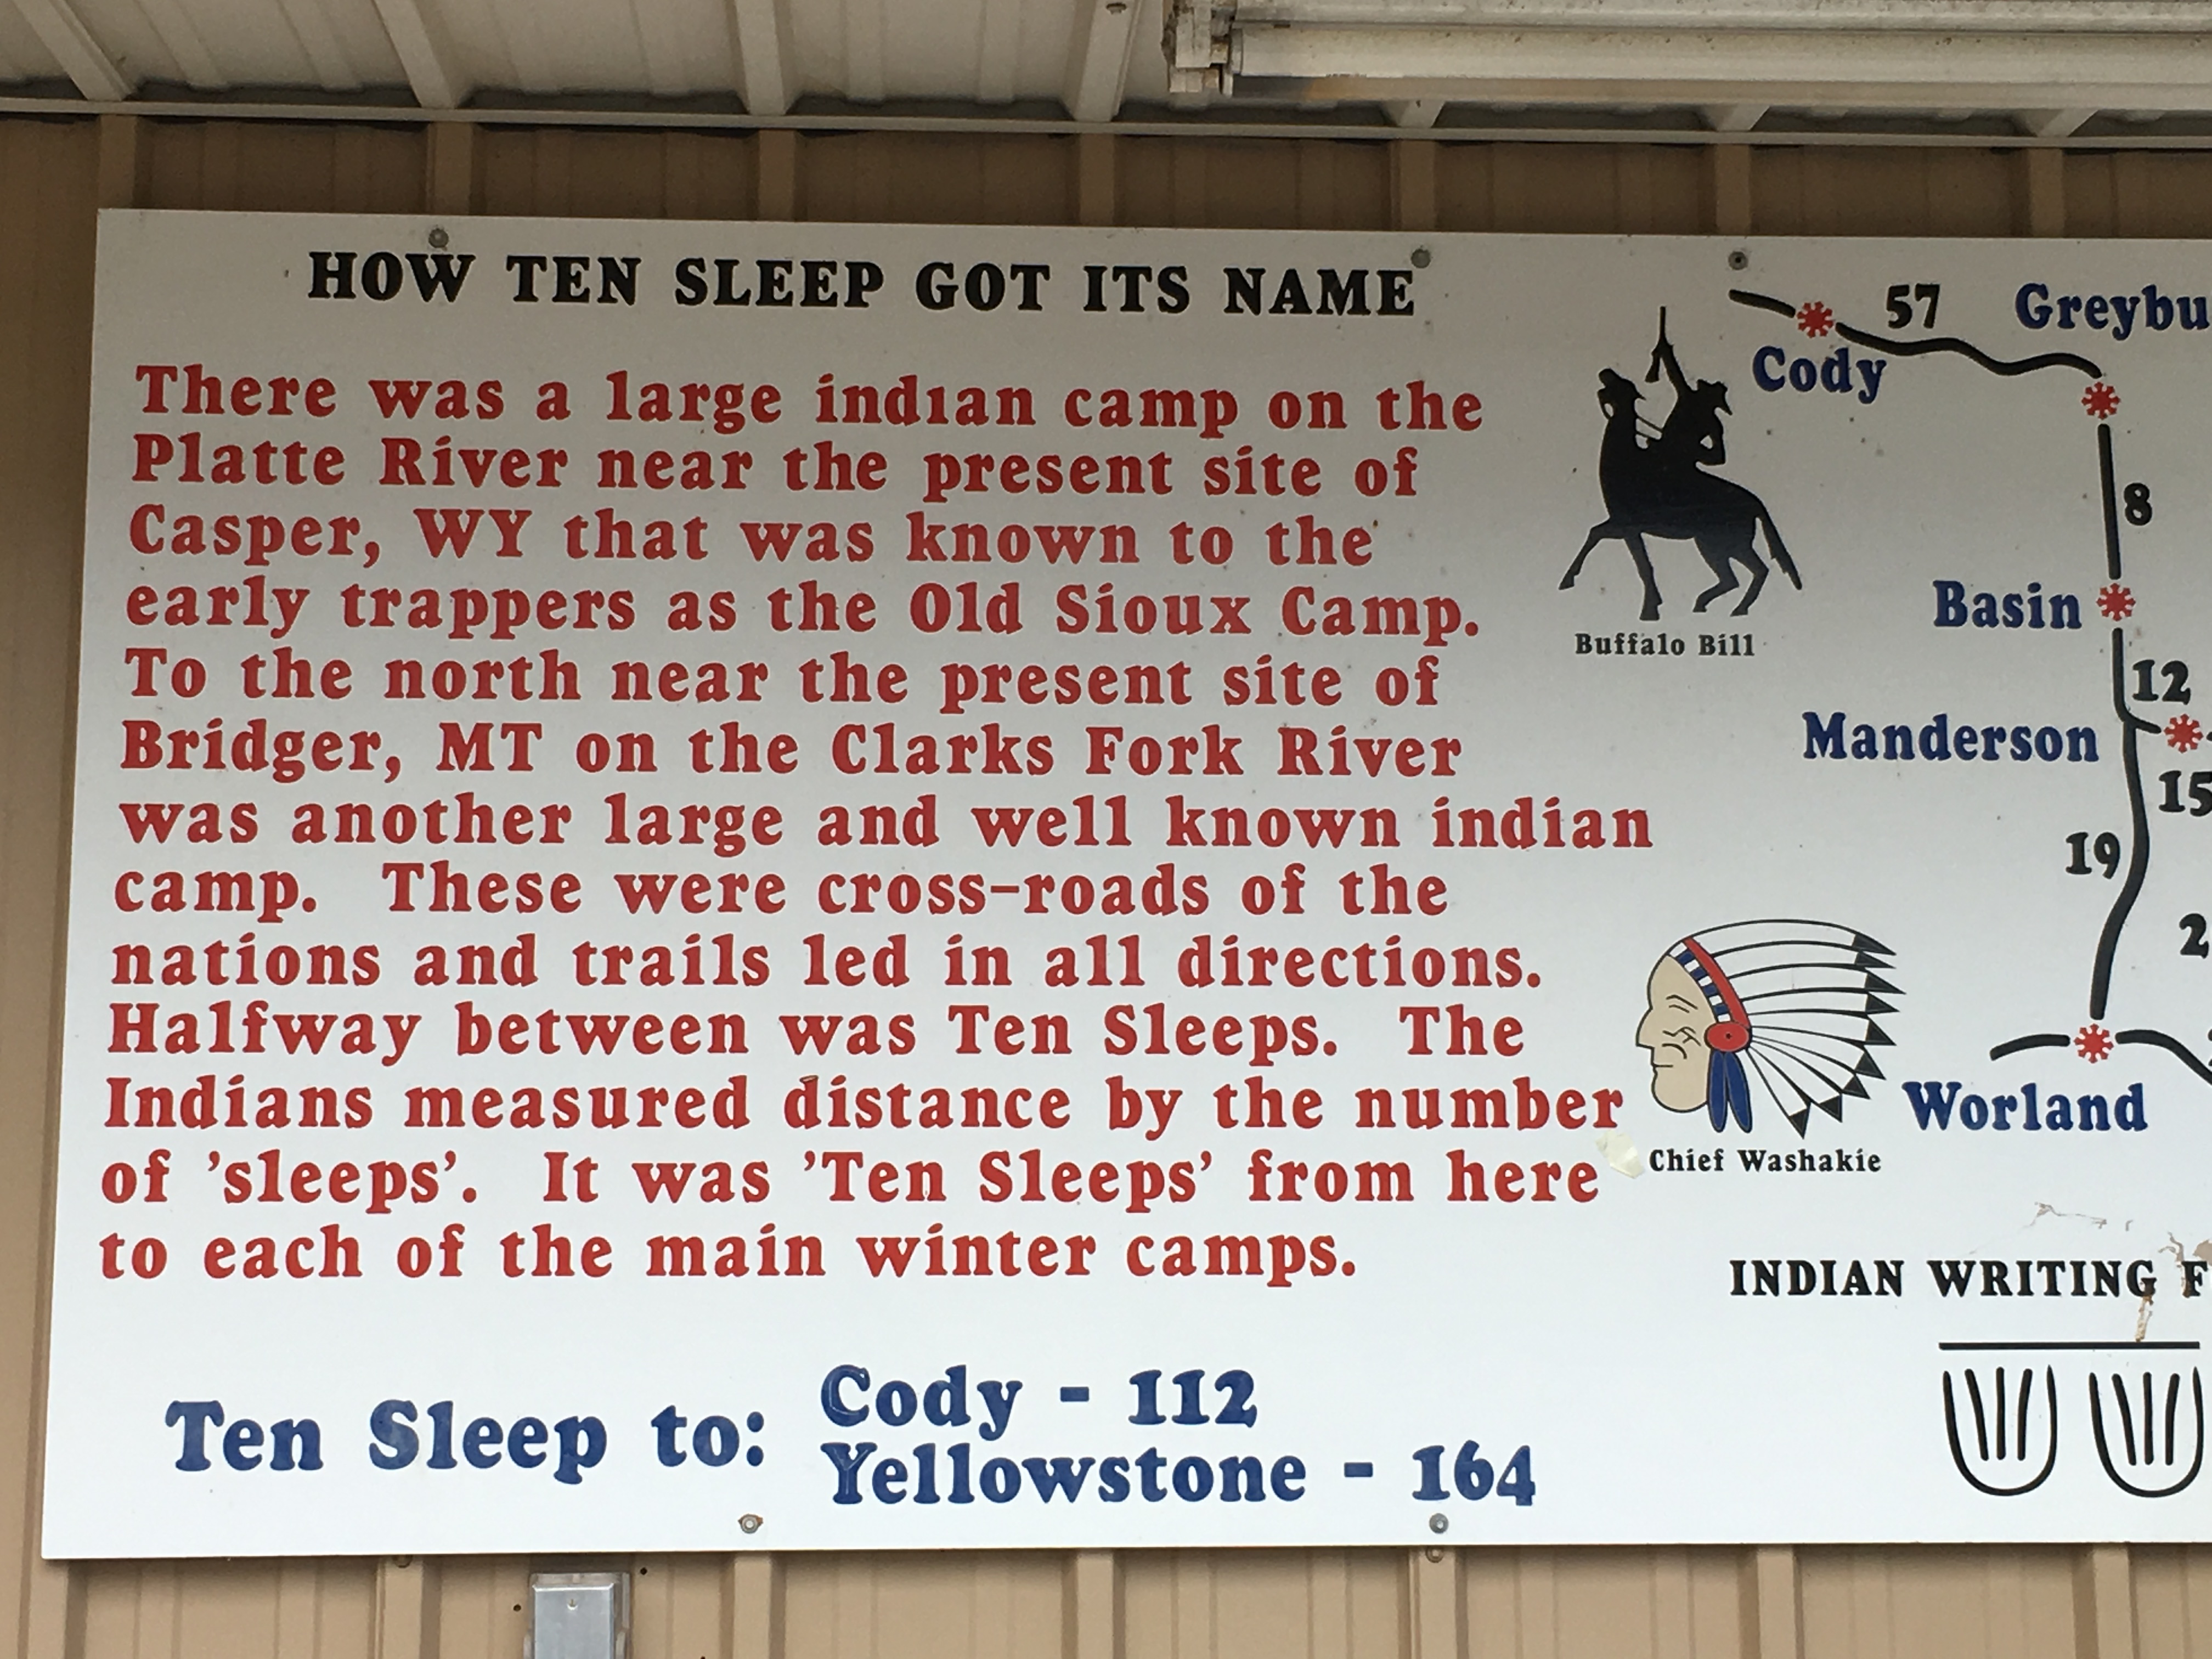 HOW TEN SLEEP GOT ITS NAME
There was a large indian camp on the
Platte River near the present site of
Casper, WY that was known to the
early trappers as the Old Sioux Camp.
To the north near the present site of
Bridger, MT on the Clarks Fork River
was another large and well known indian
camp. These were cross-roads of the
nations and trails led in all directions.
Halfway between was Ten Sleeps. The
Indians measured distance by the number
of 'sleeps'. It was 'Ten Sleeps' from here
to each of the main winter camps.
Ten Sleep to:
Cody - 112
Yellowstone - 164
Buffalo Bill
Chief Washakie
57
Greybu
Cody
8
Basin
12
Manderson
15
19
2
Worland
INDIAN WRITING F